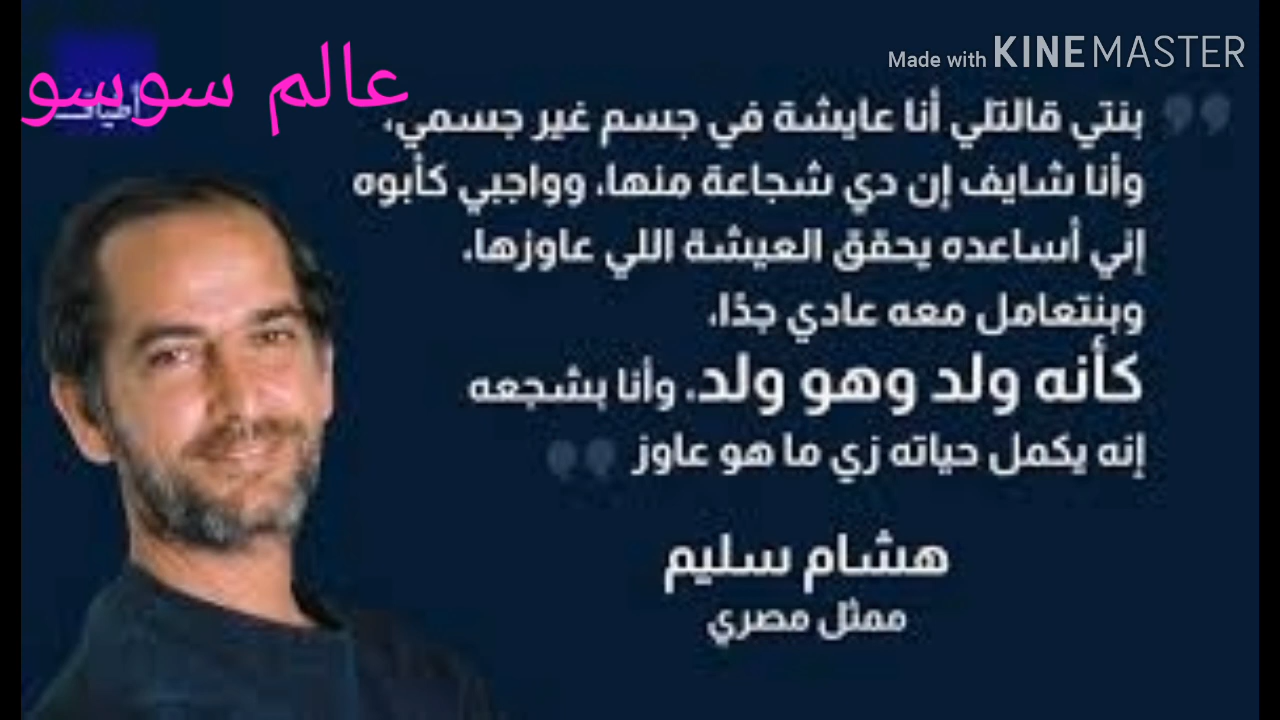 Made with KINEMASTER
عالم سوسو
أطياف
بنتي قالتلي أنا عايشة في جسم غير جسمي،
وأنا شايف إن دي شجاعة منها، وواجبي كأبوه
إني أساعده يحقق العيشة اللي عاوزها،
وبنتعامل معه عادي جدًا،
كأنه ولد وهو ولد، وأنا بشجعه
إنه يكمل حياته زي ما هو عاوز
هشام سليم
ممثل مصري